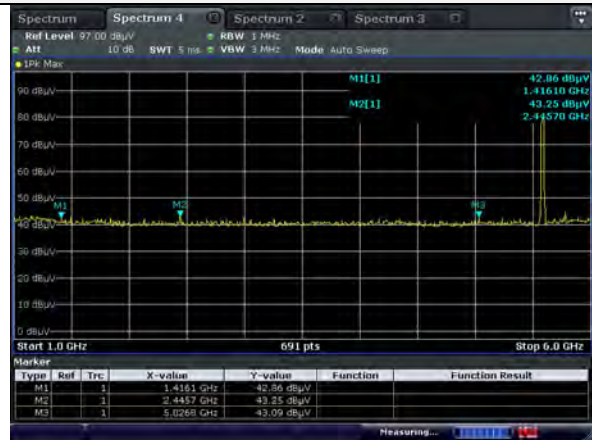 Spectrum Spectrum 4 Spectrum 2 Spectrum 3
Ref Level 97.00 dBµV RBW 1 MHz
Att 10 dB SWT 5 ms VBW 3 MHz Mode Auto Sweep
1Pk Max
M1[1] 42.86 dBµV
1.41610 GHz
M2[1] 43.25 dBµV
2.44570 GHz
90 dBµV
80 dBµV
70 dBµV
60 dBµV
50 dBµV
M1 M2 M3
40 dBµV
30 dBµV
20 dBµV
10 dBµV
0 dBµV
Start 1.0 GHz 691 pts Stop 6.0 GHz
Marker
Type Ref Trc X-value Y-value Function Function Result
M1 1 1.4161 GHz 42.86 dBµV
M2 1 2.4457 GHz 43.25 dBµV
M3 1 5.0268 GHz 43.09 dBµV
Measuring...